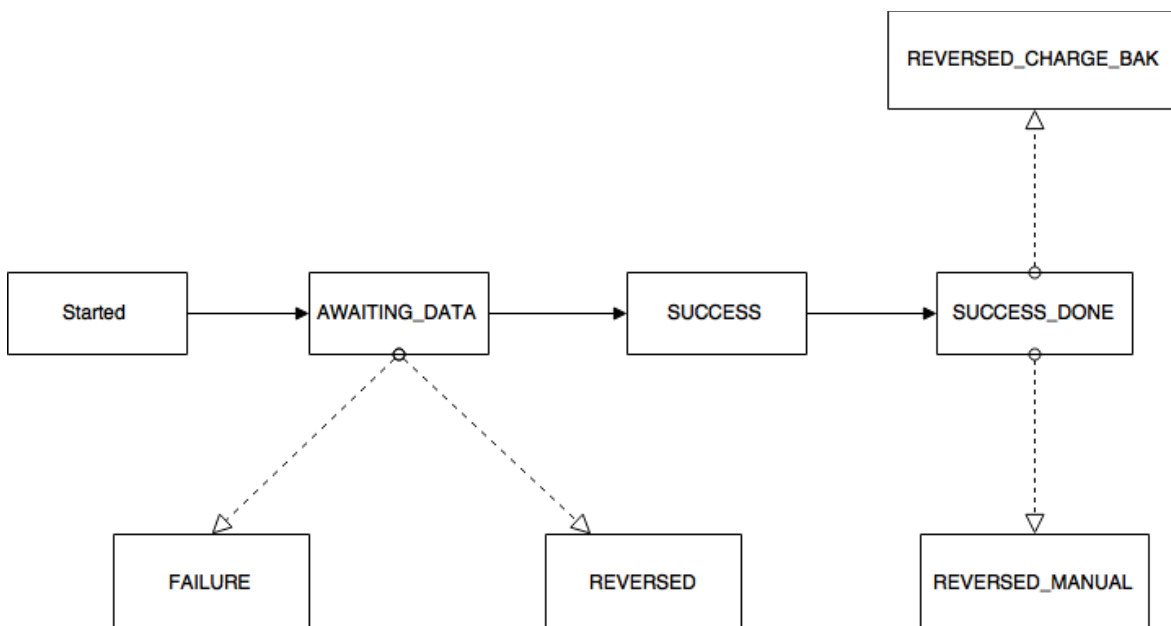 REVERSED_CHARGE_BAK
Started
AWAITING_DATA
SUCCESS
SUCCESS_DONE
FAILURE
REVERSED
REVERSED_MANUAL